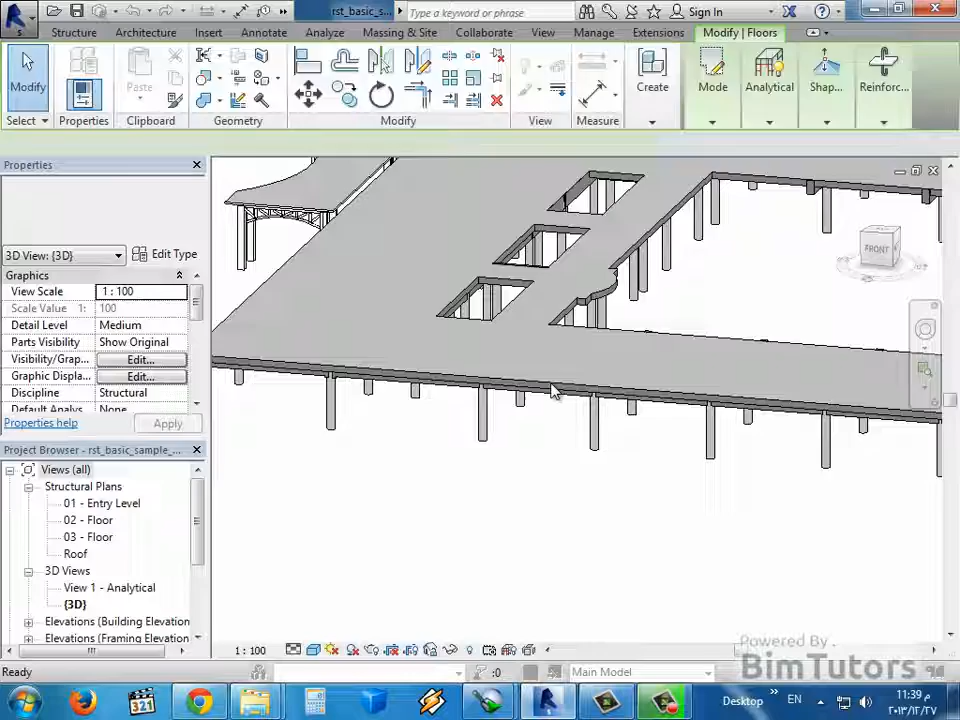 rst_basic_s...
Type a keyword or phrase
Sign In
Structure Architecture Insert Annotate Analyze Massing & Site Collaborate View Manage Extensions Modify | Floors
Modify Paste Create Mode Analytical Shap... Reinforc...
Select Properties Clipboard Geometry Modify View Measure
Properties
3D View: {3D} Edit Type
Graphics
View Scale 1 : 100
Scale Value 1: 100
Detail Level Medium
Parts Visibility Show Original
Visibility/Grap... Edit...
Graphic Displa... Edit...
Discipline Structural
Default Analys... None
Properties help Apply
Project Browser - rst_basic_sample_...
Views (all)
Structural Plans
01 - Entry Level
02 - Floor
03 - Floor
Roof
3D Views
View 1 - Analytical
{3D}
Elevations (Building Elevation
Elevations (Framing Elevation
FRONT
1 : 100
Powered By .
BimTutors
Ready :0 Main Model
321
Desktop EN
11:39 م
٢٠١٣/١٢/٢٧